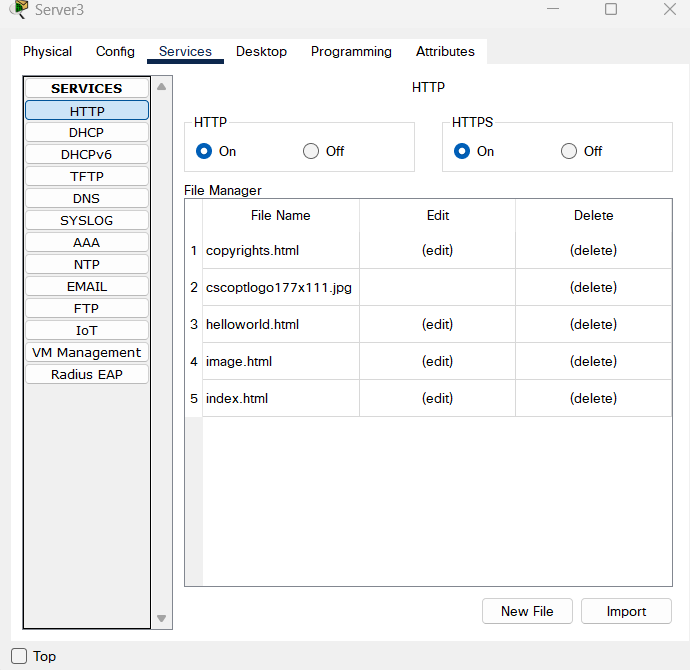 Server3
Physical Config Services Desktop Programming Attributes
SERVICES
HTTP
DHCP
DHCPv6
TFTP
DNS
SYSLOG
AAA
NTP
EMAIL
FTP
IoT
VM Management
Radius EAP
HTTP
HTTP
On Off
HTTPS
On Off
File Manager
File Name Edit Delete
1 copyrights.html (edit) (delete)
2 cscoptlogo177x111.jpg (delete)
3 helloworld.html (edit) (delete)
4 image.html (edit) (delete)
5 index.html (edit) (delete)
New File Import
Top